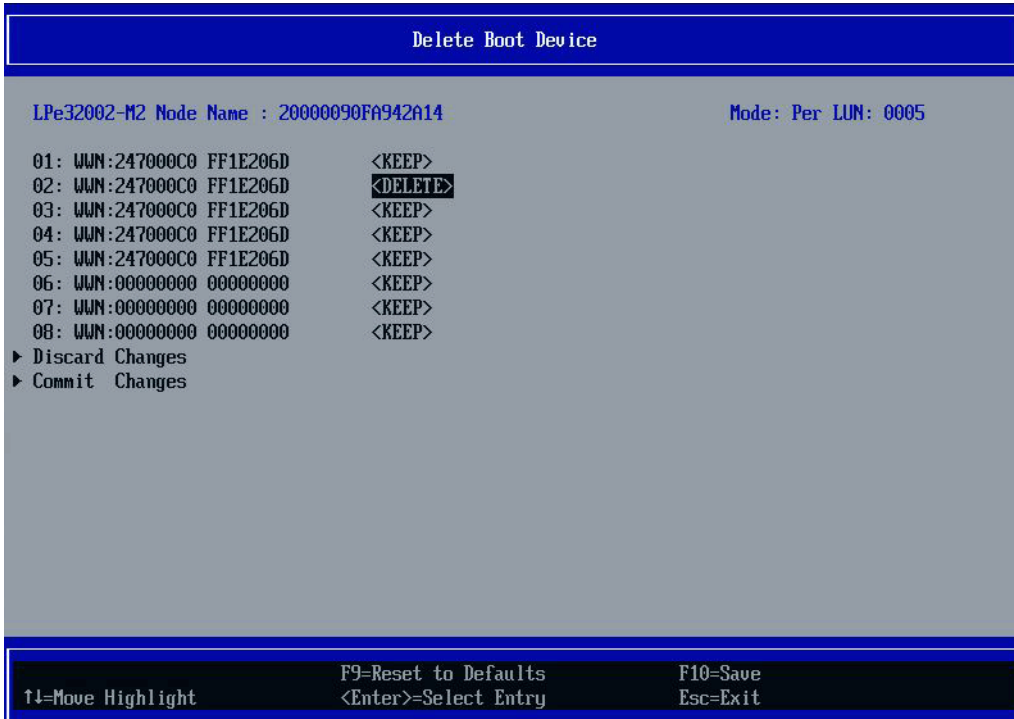 Delete Boot Device
LPe32002-M2 Node Name : 20000090FA942A14 Mode: Per LUN: 0005
01: WWN:247000C0 FF1E206D <KEEP>
02: WWN:247000C0 FF1E206D <DELETE>
03: WWN:247000C0 FF1E206D <KEEP>
04: WWN:247000C0 FF1E206D <KEEP>
05: WWN:247000C0 FF1E206D <KEEP>
06: WWN:00000000 00000000 <KEEP>
07: WWN:00000000 00000000 <KEEP>
08: WWN:00000000 00000000 <KEEP>
▶ Discard Changes
▶ Commit Changes
F9=Reset to Defaults F10=Save
↑↓=Move Highlight <Enter>=Select Entry Esc=Exit